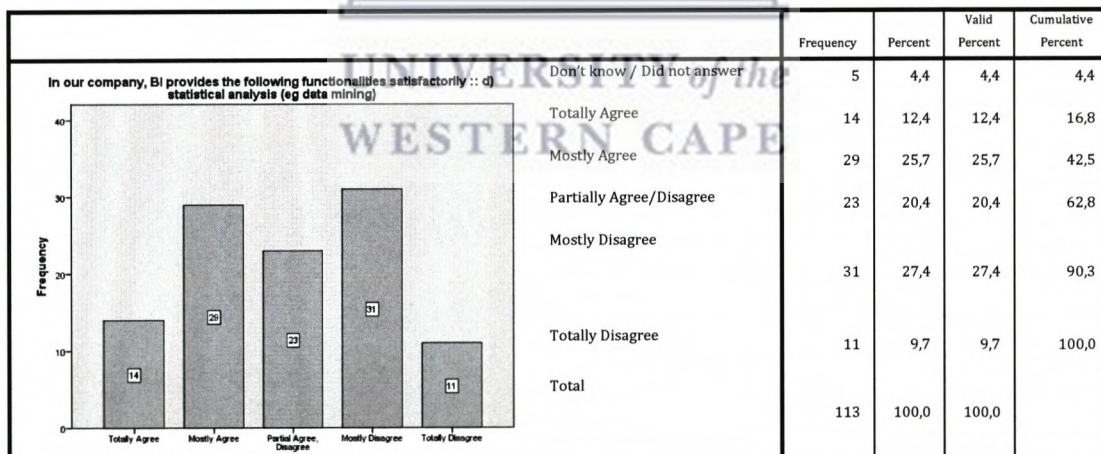 Frequency Percent Valid Percent Cumulative Percent
UNIVERSITY of the
WESTERN CAPE
In our company, BI provides the following functionalities satisfactorily :: d)
statistical analysis (eg data mining)
Frequency
40
30
20
10
0
14
29
23
31
11
Totally Agree
Mostly Agree
Partial Agree,
Disagree
Mostly Disagree
Totally Disagree
Don't know / Did not answer 5 4,4 4,4 4,4
Totally Agree 14 12,4 12,4 16,8
Mostly Agree 29 25,7 25,7 42,5
Partially Agree/Disagree 23 20,4 20,4 62,8
Mostly Disagree 31 27,4 27,4 90,3
Totally Disagree 11 9,7 9,7 100,0
Total 113 100,0 100,0